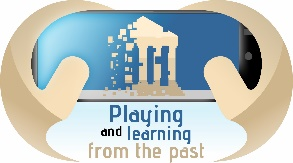 Playing
and learning
from the past